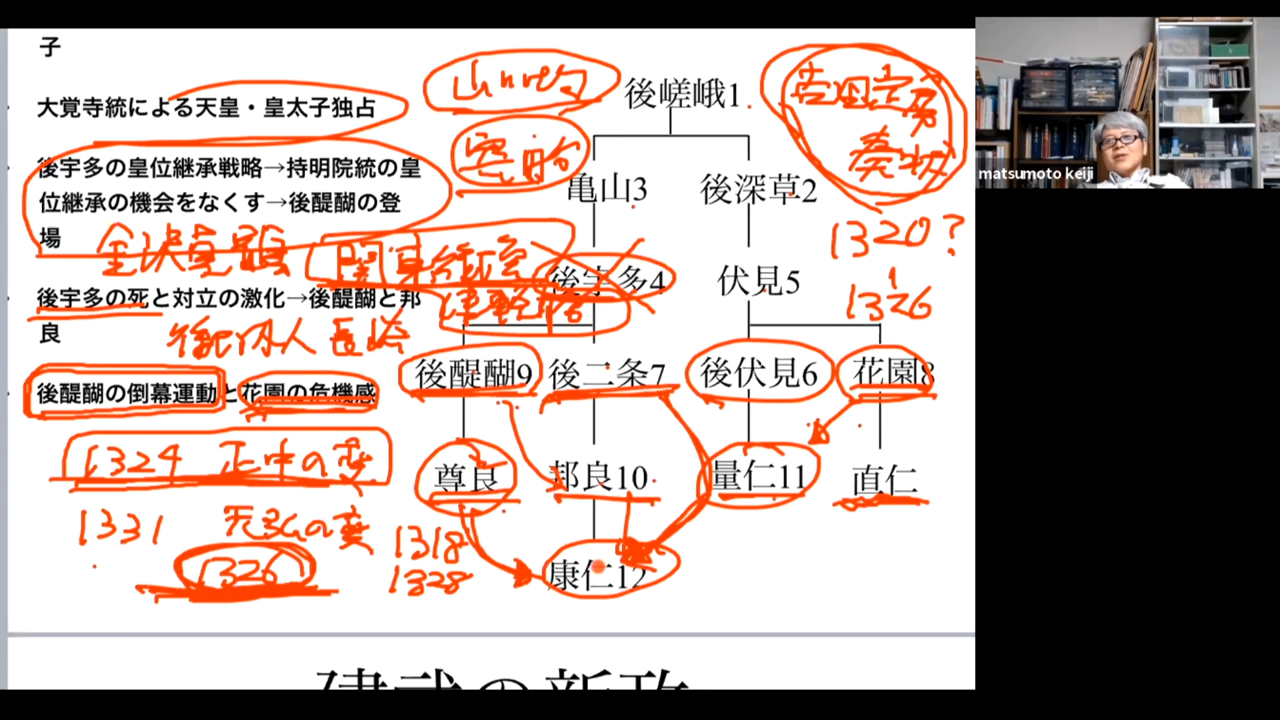 子
大覚寺統による天皇・皇太子独占
後宇多の皇位継承戦略→持明院統の皇
位継承の機会をなくす→後醍醐の登
場
後宇多の死と対立の激化→後醍醐と邦
良
後醍醐の倒幕運動と花園の危機感
1324 正中の変
1331 元弘の変
1326
1318
1328
後嵯峨1
亀山3 後深草2
後宇多4 伏見5
後醍醐9 後二条7 後伏見6 花園8
尊良 邦良10 量仁11 直仁
康仁12
吉田定房
奏状
1320?
1326
matsumoto keiji
建武の新政